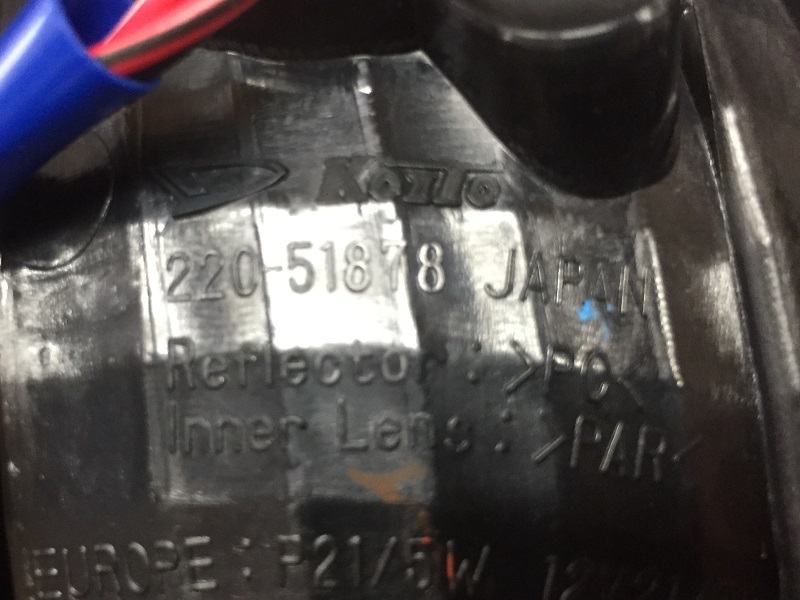 Koito
220-51878 JAPAN
Reflector : >PC<
Inner Lens : >PAR<
EUROPE : P21/5W